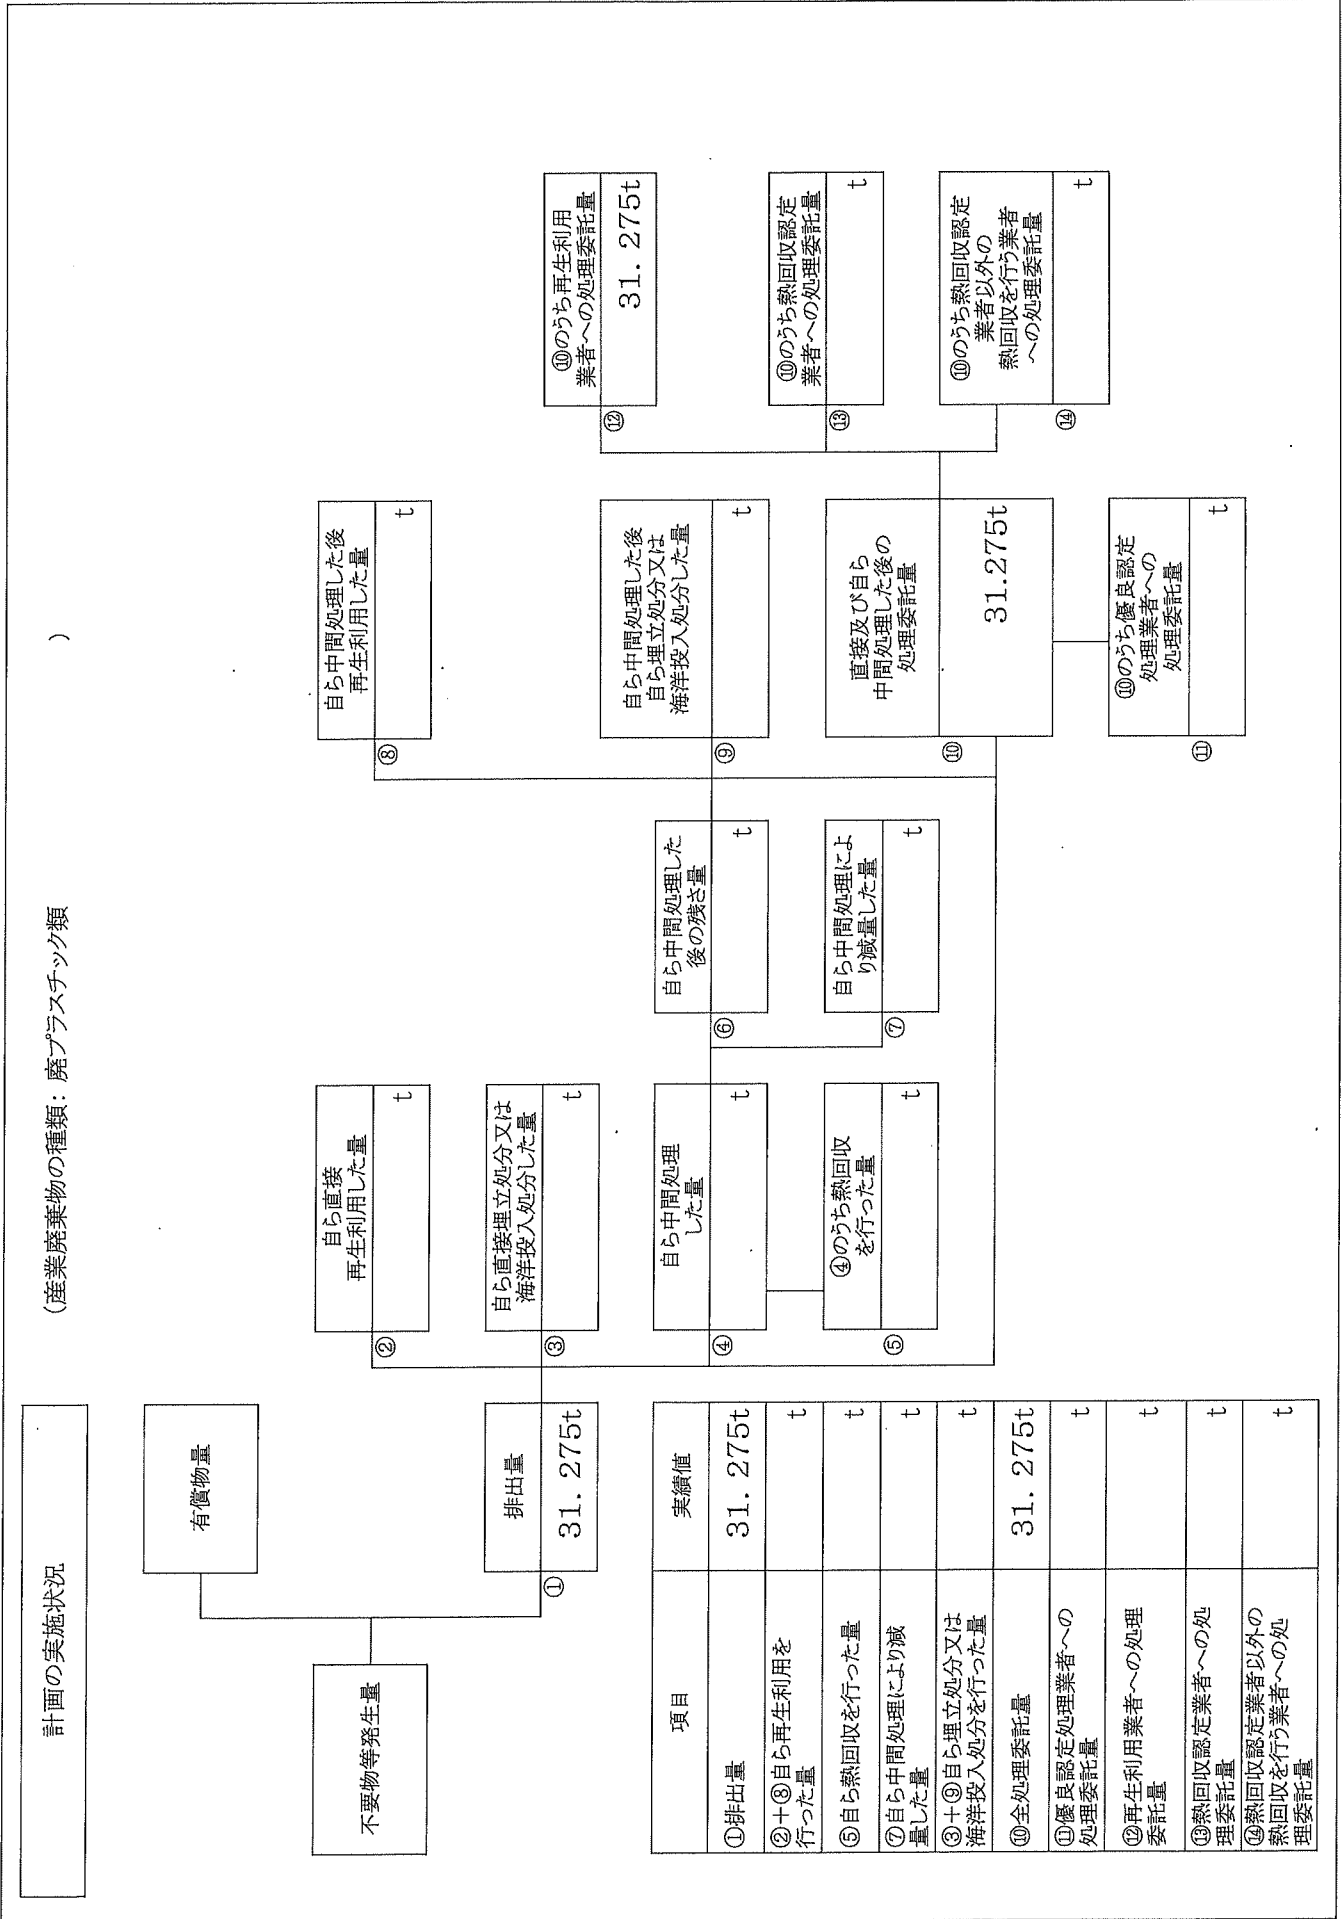 計画の実施状況
(産業廃棄物の種類: 廃プラスチック類 )
不要物等発生量
有償物量
①
排出量
31. 275t
②
自ら直接
再生利用した量
t
③
自ら直接埋立処分又は
海洋投入処分した量
t
④
自ら中間処理
した量
t
⑤
④のうち熱回収
を行った量
t
⑥
自ら中間処理した
後の残さ量
t
⑦
自ら中間処理によ
り減量した量
t
⑧
自ら中間処理した後
再生利用した量
t
⑨
自ら中間処理した後
自ら埋立処分又は
海洋投入処分した量
t
⑩
直接及び自ら
中間処理した後の
処理委託量
31.275t
⑪
⑩のうち優良認定
処理業者への
処理委託量
t
⑫
⑩のうち再生利用
業者への処理委託量
31. 275t
⑬
⑩のうち熱回収認定
業者への処理委託量
t
⑭
⑩のうち熱回収認定
業者以外の
熱回収を行う業者
への処理委託量
t
項目 実績値
①排出量 31. 275t
②+⑧自ら再生利用を
行った量 t
⑤自ら熱回収を行った量 t
⑦自ら中間処理により減
量した量 t
③+⑨自ら埋立処分又は
海洋投入処分を行った量 t
⑩全処理委託量 31. 275t
⑪優良認定処理業者への
処理委託量 t
⑫再生利用業者への処理
委託量 t
⑬熱回収認定業者への処
理委託量 t
⑭熱回収認定業者以外の
熱回収を行う業者への処
理委託量 t